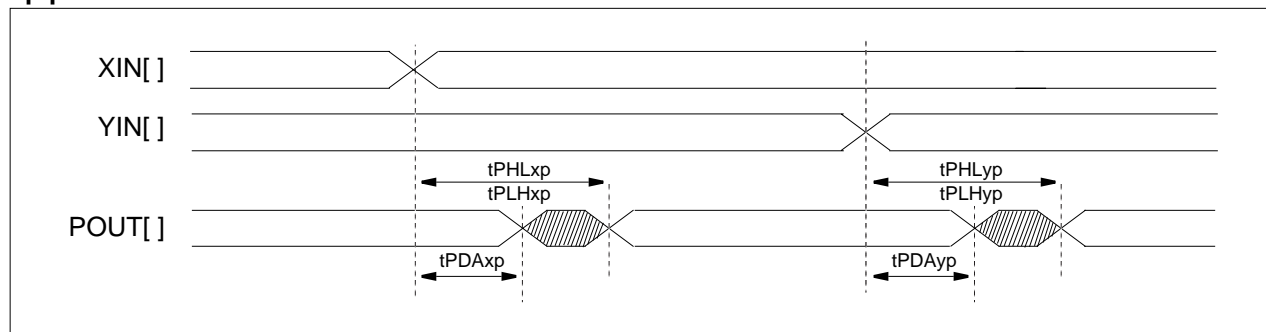 XIN[ ]
YIN[ ]
tPHLxp
tPLHxp
tPHLyp
tPLHyp
POUT[ ]
tPDAxp
tPDAyp